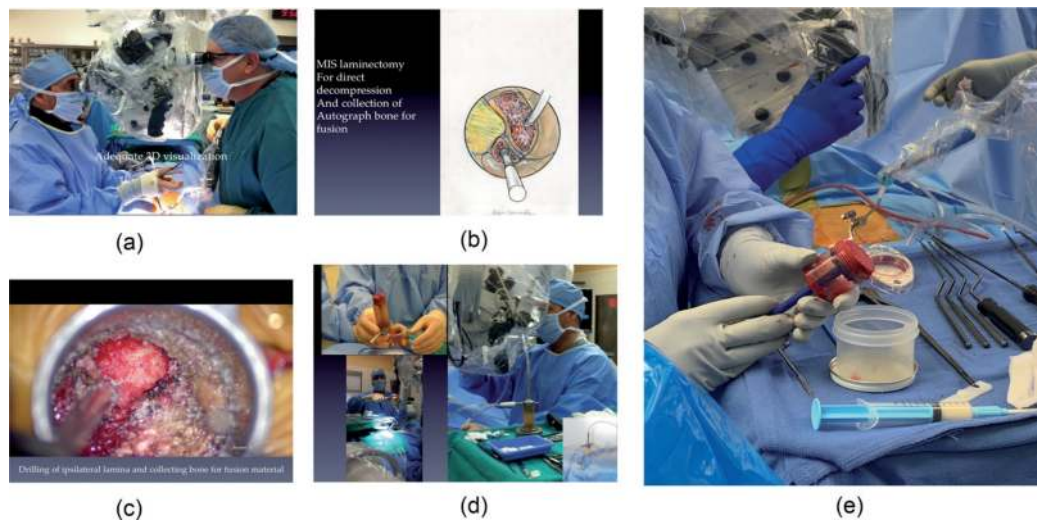 Adequate 3D visualization
(a)
MIS laminectomy
For direct
decompression
And collection of
Autograph bone for
fusion
(b)
Drilling of ipsilateral lamina and collecting bone for fusion material
(c)
(d)
(e)